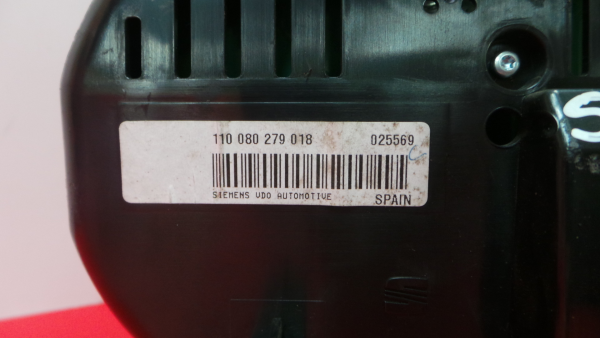 110 080 279 018 025569
SIEMENS VDO AUTOMOTIVE SPAIN
S